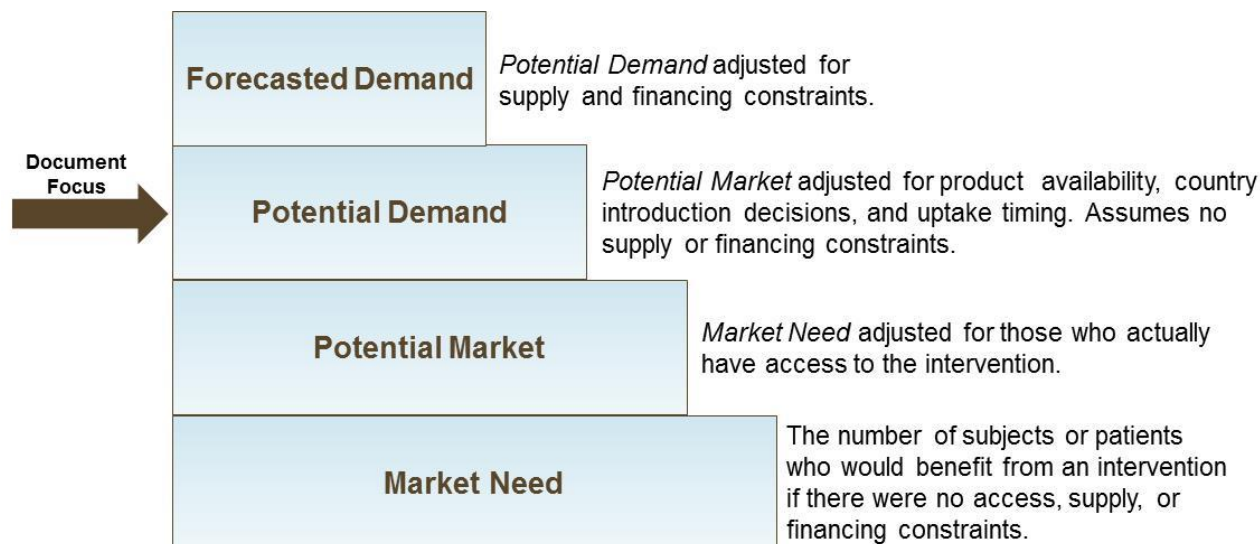 Forecasted Demand
Potential Demand adjusted for
supply and financing constraints.
Document
Focus
Potential Demand
Potential Market adjusted for product availability, country
introduction decisions, and uptake timing. Assumes no
supply or financing constraints.
Potential Market
Market Need adjusted for those who actually
have access to the intervention.
Market Need
The number of subjects or patients
who would benefit from an intervention
if there were no access, supply, or
financing constraints.